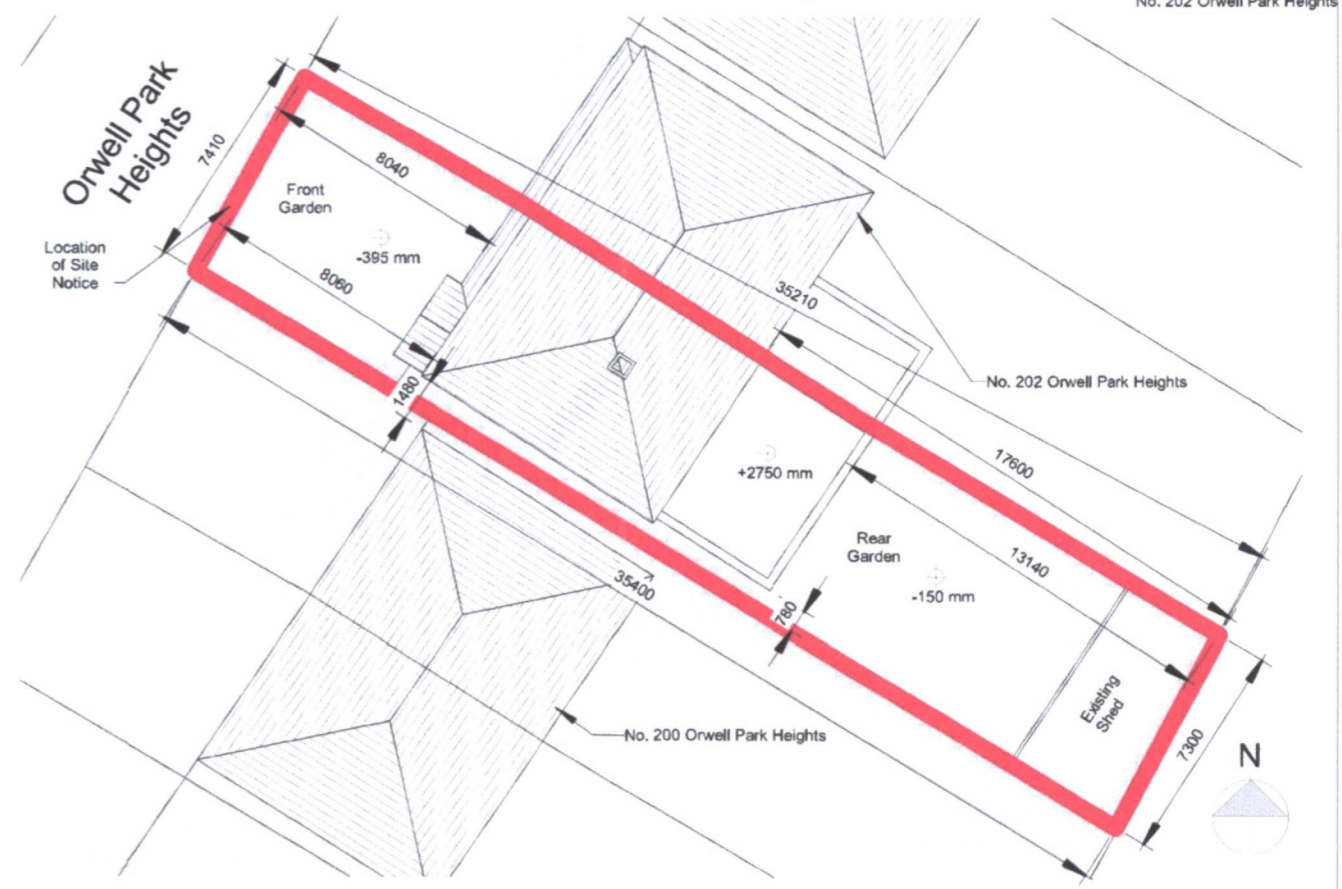 No. 202 Orwell Park Heights
Orwell Park
Heights
7410
8040
Front
Garden
-395 mm
Location
of Site
Notice
8060
35210
No. 202 Orwell Park Heights
1480
17600
+2750 mm
Rear
Garden
13140
-150 mm
35400
780
Existing
Shed
7300
No. 200 Orwell Park Heights
N